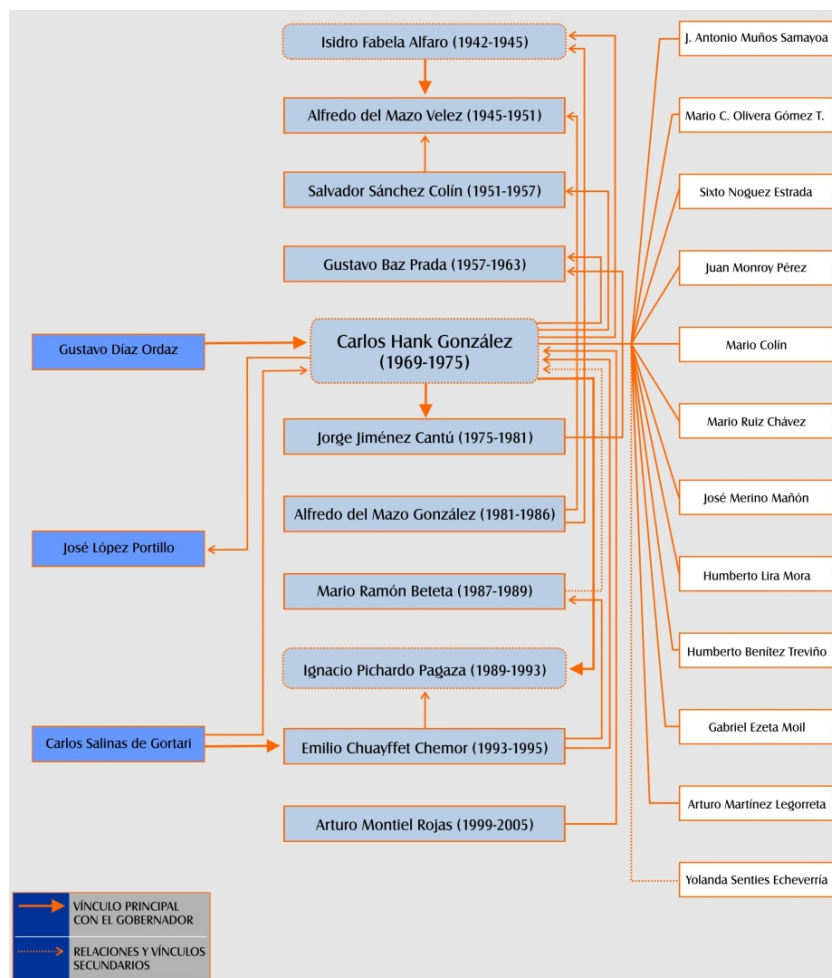 Isidro Fabela Alfaro (1942-1945)
Alfredo del Mazo Velez (1945-1951)
Salvador Sánchez Colín (1951-1957)
Gustavo Baz Prada (1957-1963)
Gustavo Díaz Ordaz
Carlos Hank González
(1969-1975)
Jorge Jiménez Cantú (1975-1981)
Alfredo del Mazo González (1981-1986)
José López Portillo
Mario Ramón Beteta (1987-1989)
Ignacio Pichardo Pagaza (1989-1993)
Carlos Salinas de Gortari
Emilio Chuayffet Chemor (1993-1995)
Arturo Montiel Rojas (1999-2005)
J. Antonio Muños Samayoa
Mario C. Olivera Gómez T.
Sixto Noguez Estrada
Juan Monroy Pérez
Mario Colín
Mario Ruiz Chávez
José Merino Mañón
Humberto Lira Mora
Humberto Benítez Treviño
Gabriel Ezeta Moil
Arturo Martínez Legorreta
Yolanda Senties Echeverría
VÍNCULO PRINCIPAL
CON EL GOBERNADOR
RELACIONES Y VÍNCULOS
SECUNDARIOS